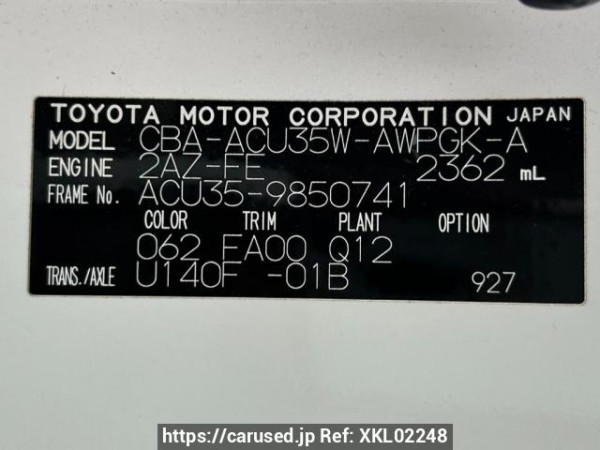 TOYOTA MOTOR CORPORATION JAPAN
MODEL CBA-ACU35W-AWPGK-A
ENGINE 2AZ-FE 2362 mL
FRAME No. ACU35-9850741
COLOR TRIM PLANT OPTION
062 FA00 Q12
TRANS./AXLE U140F -01B 927
https://carused.jp Ref: XKL02248